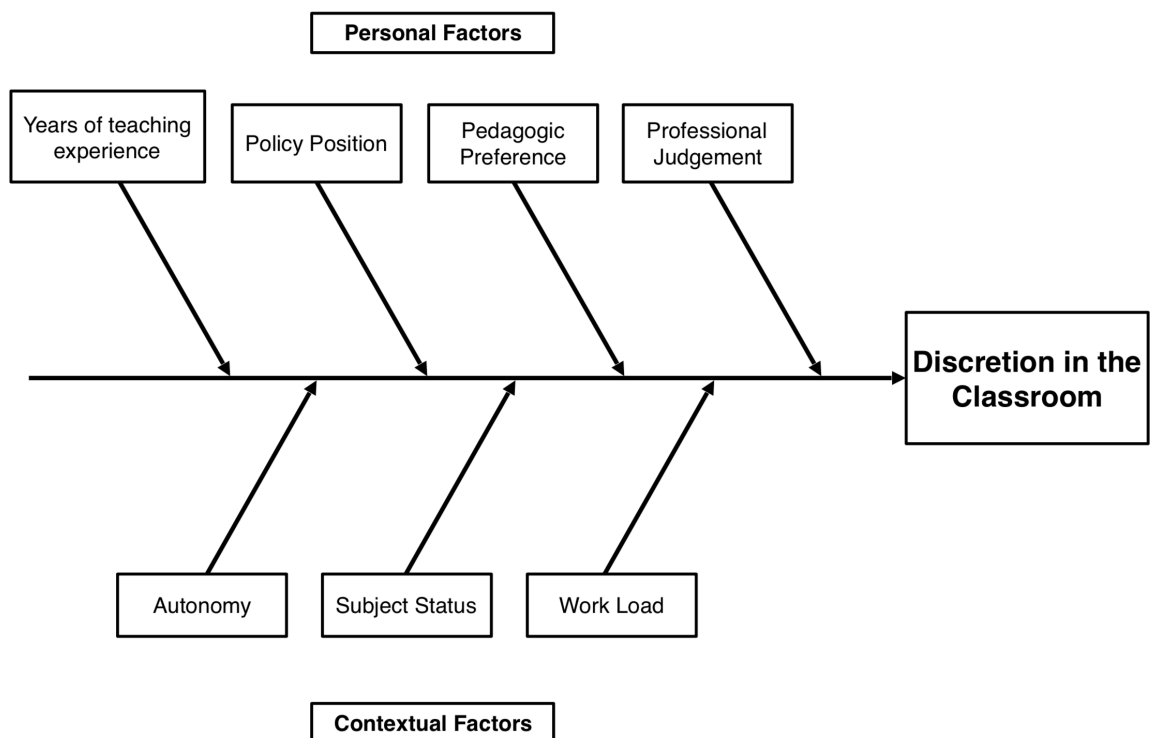 Personal Factors
Years of teaching
experience
Policy Position
Pedagogic
Preference
Professional
Judgement
Discretion in the
Classroom
Autonomy
Subject Status
Work Load
Contextual Factors